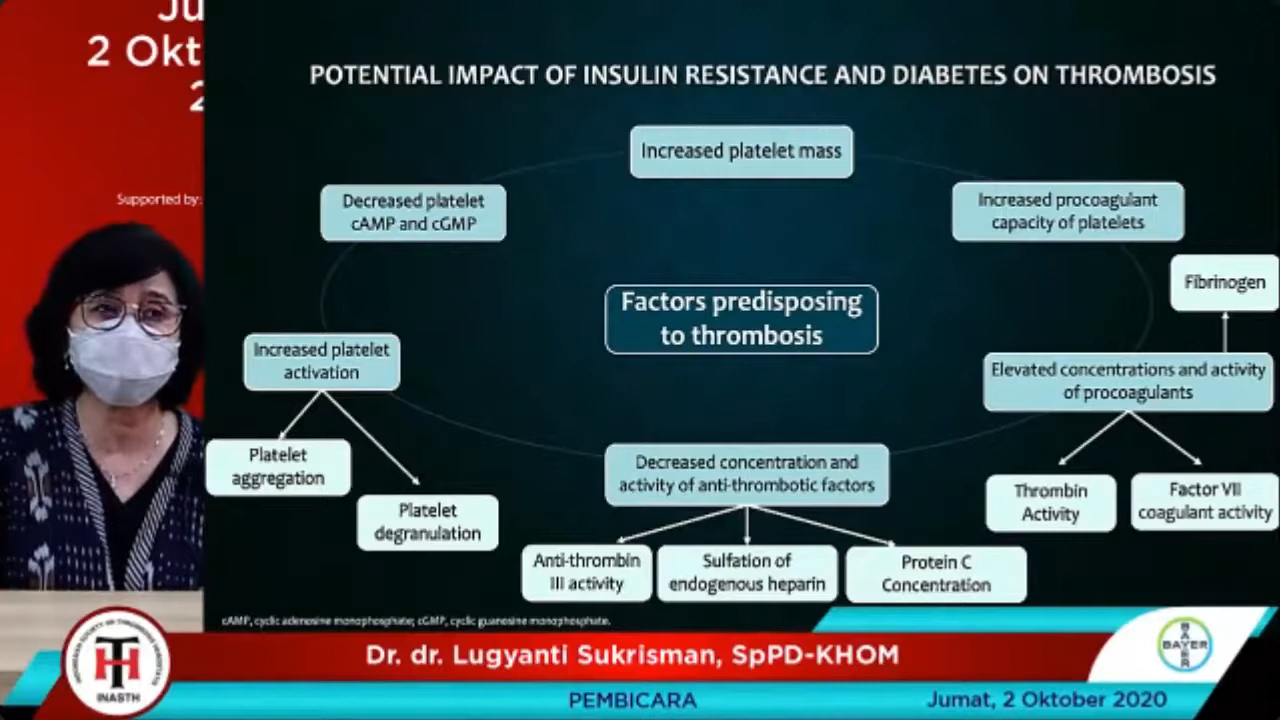 Ju
2 Okt
2
Supported by:
POTENTIAL IMPACT OF INSULIN RESISTANCE AND DIABETES ON THROMBOSIS
Increased platelet mass
Decreased platelet
cAMP and cGMP
Increased procoagulant
capacity of platelets
Fibrinogen
Factors predisposing
to thrombosis
Increased platelet
activation
Elevated concentrations and activity
of procoagulants
Platelet
aggregation
Platelet
degranulation
Decreased concentration and
activity of anti-thrombotic factors
Thrombin
Activity
Factor VII
coagulant activity
Anti-thrombin
III activity
Sulfation of
endogenous heparin
Protein C
Concentration
cAMP, cyclic adenosine monophosphate; cGMP, cyclic guanosine monophosphate.
INASTH
Dr. dr. Lugyanti Sukrisman, SpPD-KHOM
BAYER
BAYER
PEMBICARA
Jumat, 2 Oktober 2020